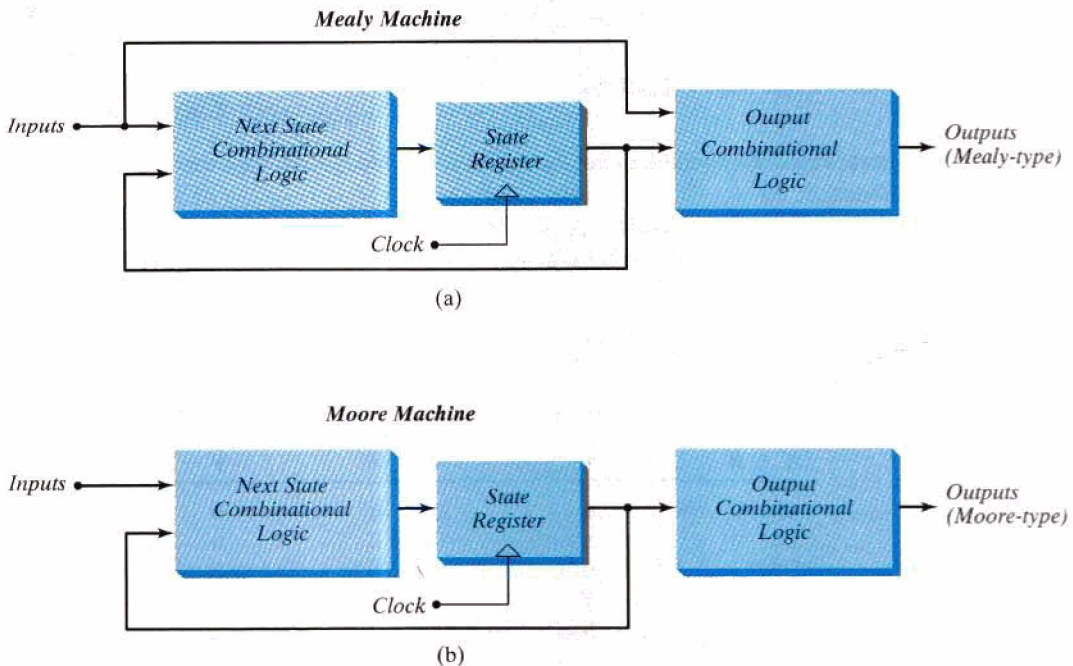 Mealy Machine
Inputs
Next State
Combinational
Logic
State
Register
Output
Combinational
Logic
Outputs
(Mealy-type)
Clock
(a)
Moore Machine
Inputs
Next State
Combinational
Logic
State
Register
Output
Combinational
Logic
Outputs
(Moore-type)
Clock
(b)